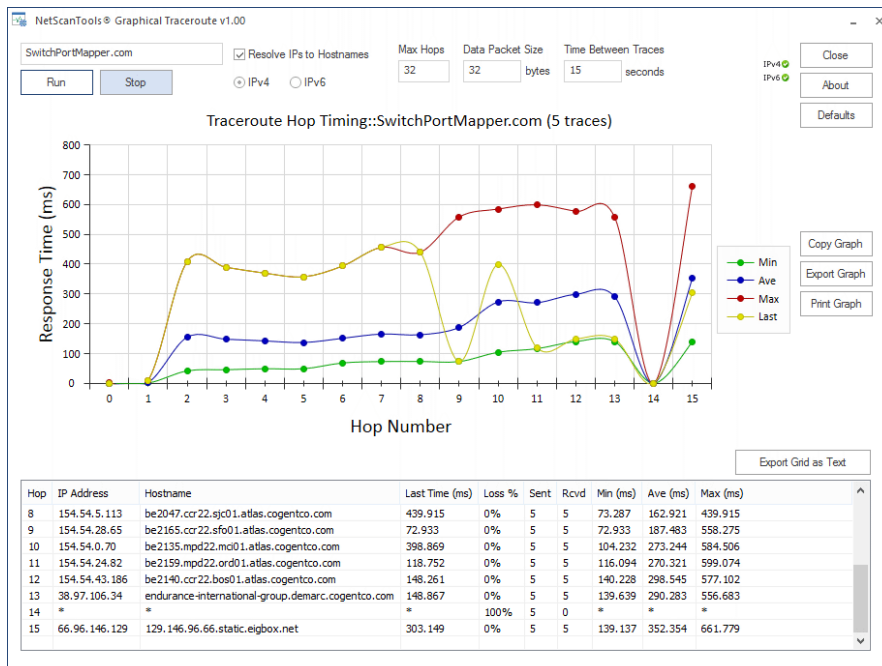 NetScanTools® Graphical Traceroute v1.00
SwitchPortMapper.com
Resolve IPs to Hostnames
Max Hops Data Packet Size Time Between Traces
32 32 bytes 15 seconds
Run Stop
IPv4 IPv6
IPv4
IPv6
Close
About
Defaults
Traceroute Hop Timing::SwitchPortMapper.com (5 traces)
Response Time (ms)
800
700
600
500
400
300
200
100
0
0 1 2 3 4 5 6 7 8 9 10 11 12 13 14 15
Hop Number
Min
Ave
Max
Last
Copy Graph
Export Graph
Print Graph
Export Grid as Text
Hop IP Address Hostname Last Time (ms) Loss % Sent Rcvd Min (ms) Ave (ms) Max (ms)
8 154.54.5.113 be2047.ccr22.sjc01.atlas.cogentco.com 439.915 0% 5 5 73.287 162.921 439.915
9 154.54.28.65 be2165.ccr22.sfo01.atlas.cogentco.com 72.933 0% 5 5 72.933 187.483 558.275
10 154.54.0.70 be2135.mpd22.mci01.atlas.cogentco.com 398.869 0% 5 5 104.232 273.244 584.506
11 154.54.24.82 be2159.mpd22.ord01.atlas.cogentco.com 118.752 0% 5 5 116.094 270.321 599.074
12 154.54.43.186 be2140.ccr22.bos01.atlas.cogentco.com 148.261 0% 5 5 140.228 298.545 577.102
13 38.97.106.34 endurance-international-group.demarc.cogentco.com 148.867 0% 5 5 139.639 290.283 556.683
14 * * * 100% 5 0 * * *
15 66.96.146.129 129.146.96.66.static.eigbox.net 303.149 0% 5 5 139.137 352.354 661.779